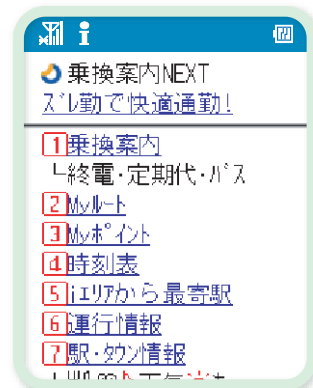 乗換案内NEXT
ズレ勤で快適通勤!
1乗換案内
└終電・定期代・バス
2Myルート
3Myポイント
4時刻表
5iエリアから最寄駅
6運行情報
7駅・タウン情報